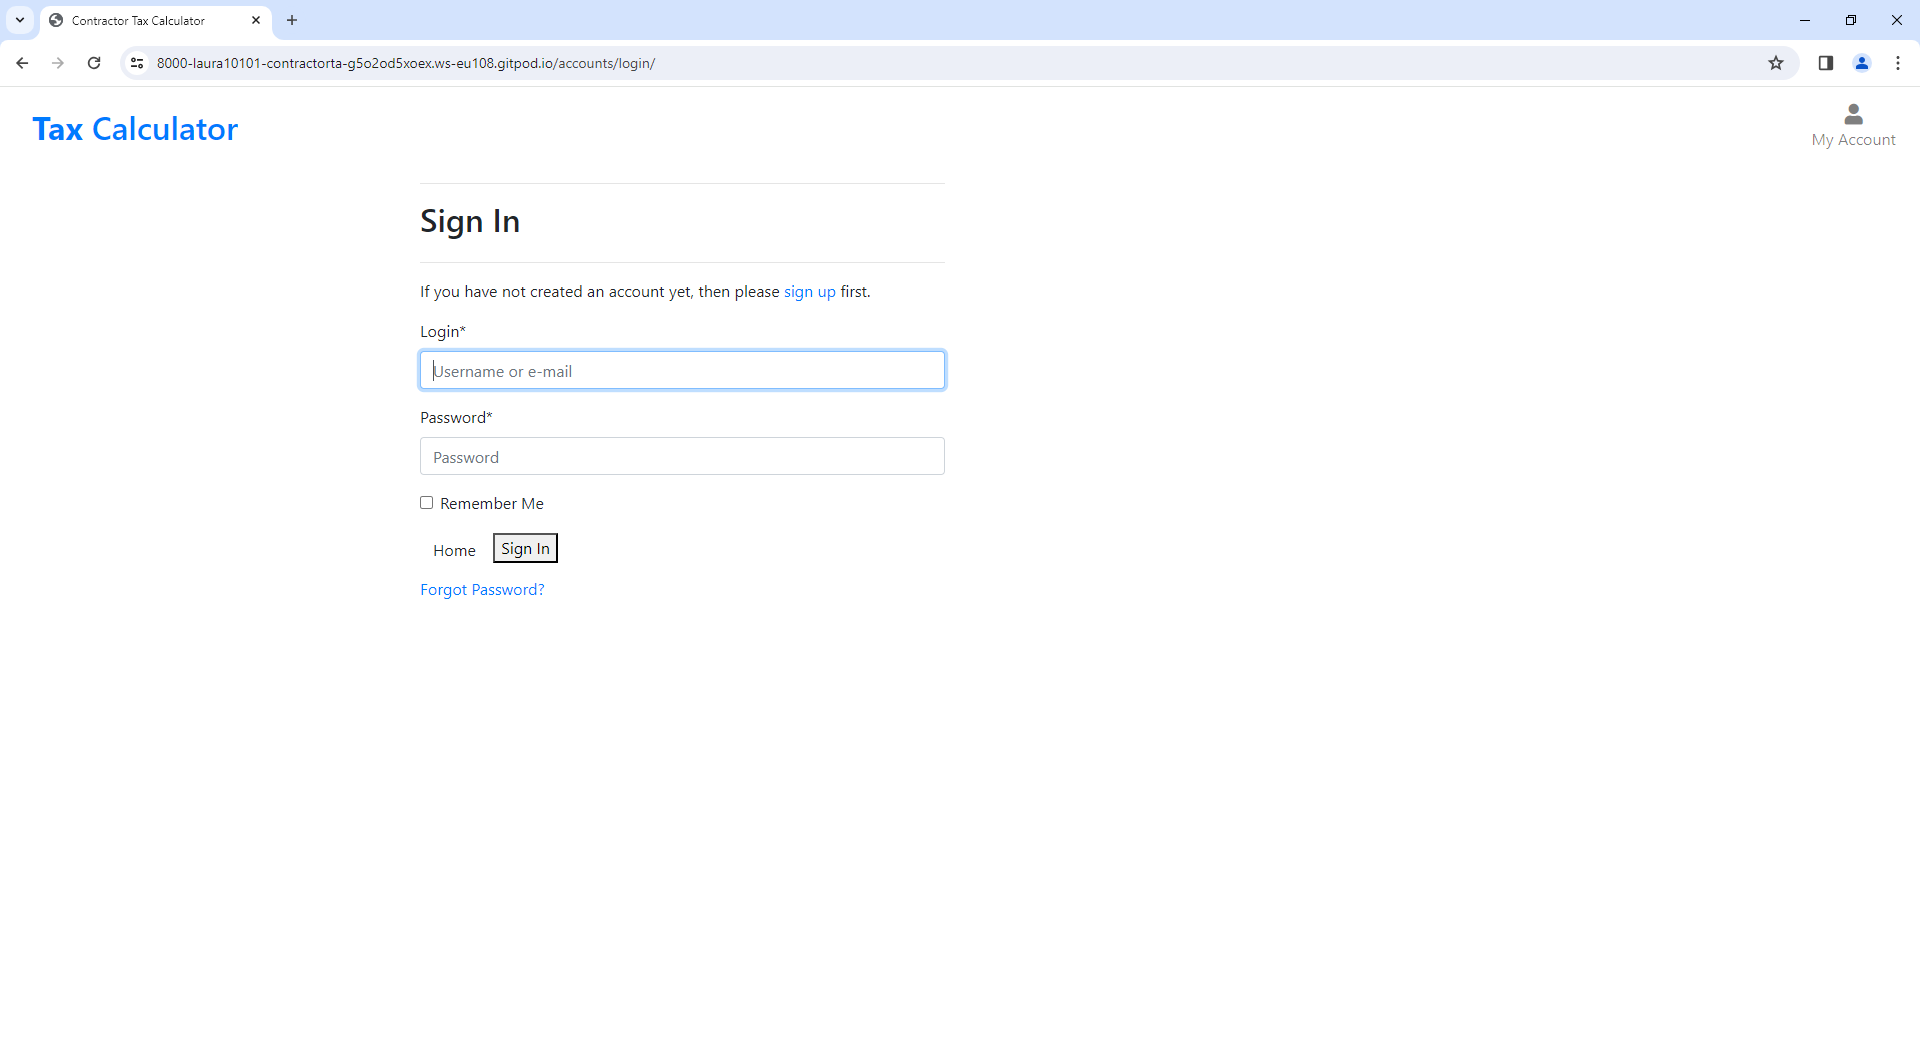 Contractor Tax Calculator
8000-laura10101-contractorta-g5o2od5xoex.ws-eu108.gitpod.io/accounts/login/
Tax Calculator
My Account
Sign In
If you have not created an account yet, then please sign up first.
Login*
Username or e-mail
Password*
Password
Remember Me
Home Sign In
Forgot Password?